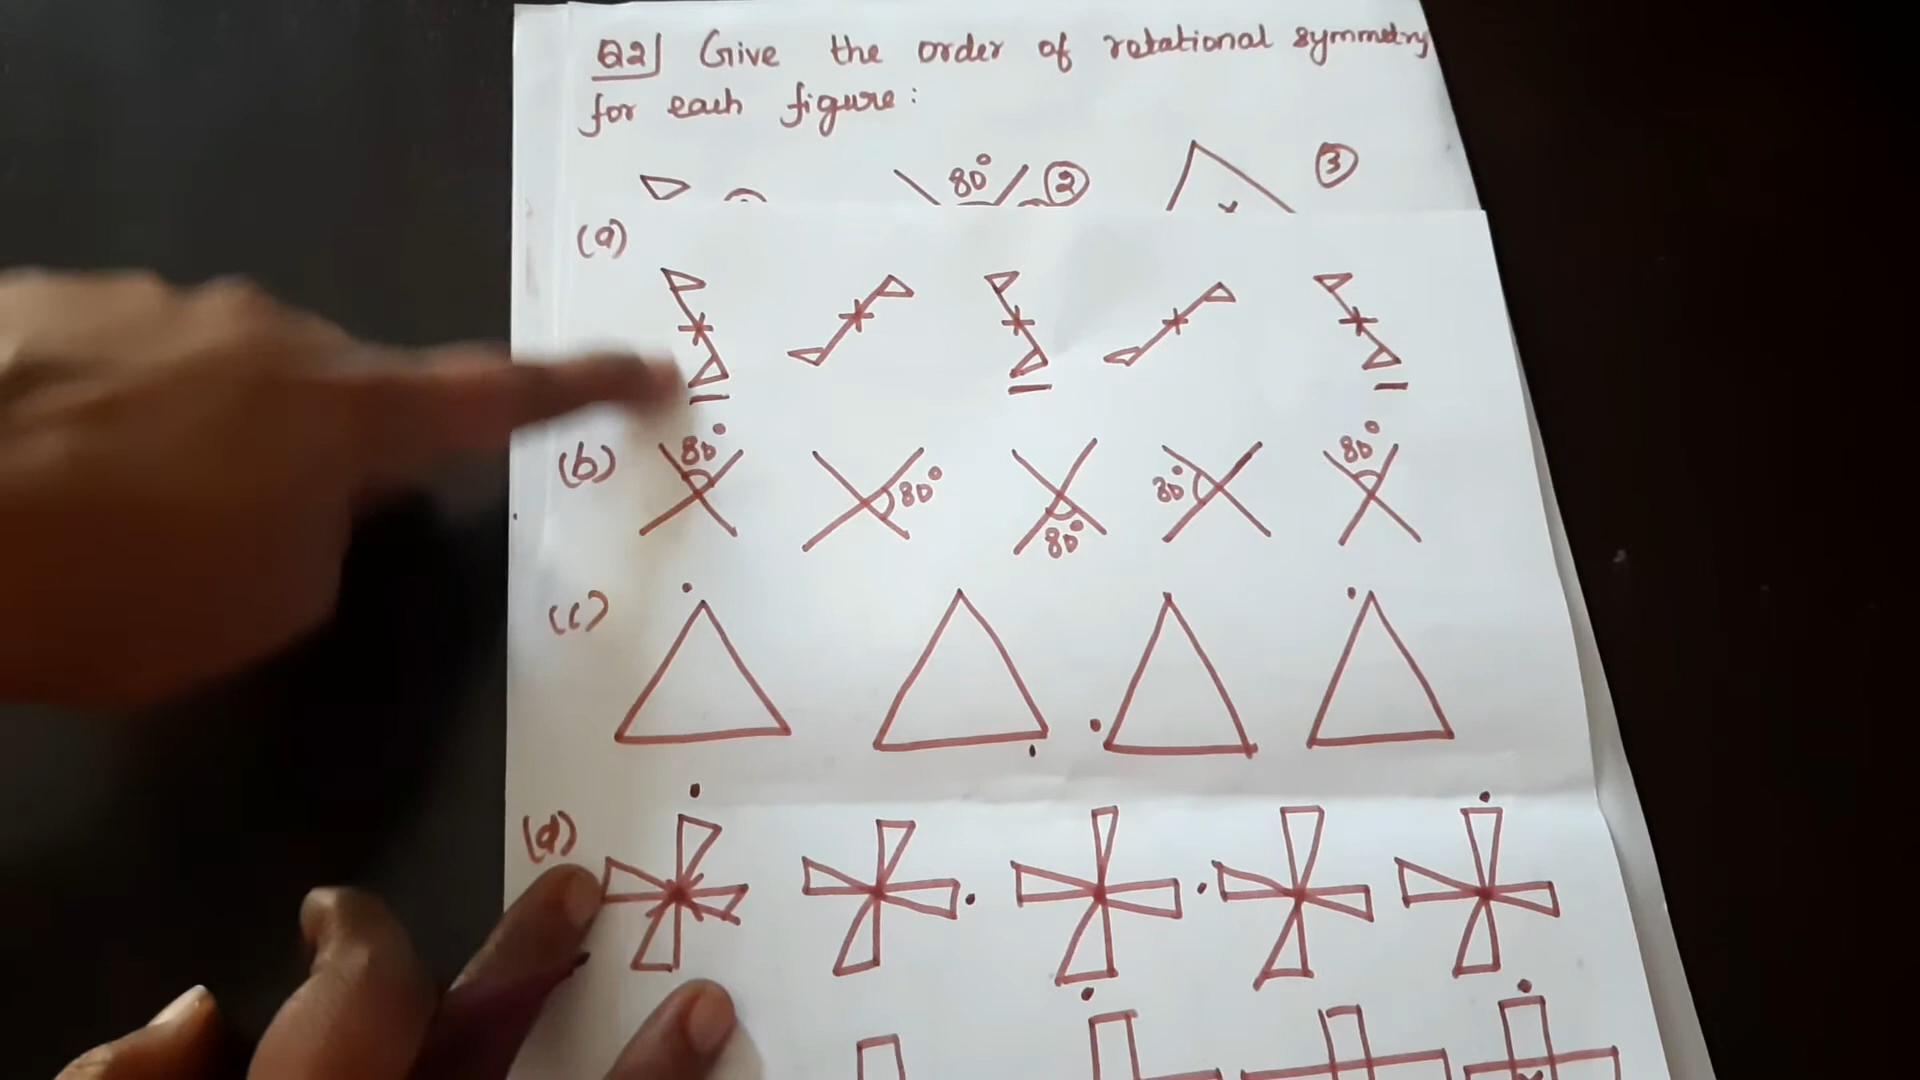 Q2] Give the order of rotational symmetry
for each figure:
80° 2 3
(a)
(b) 80° 80° 80° 80° 80°
(c)
(d)